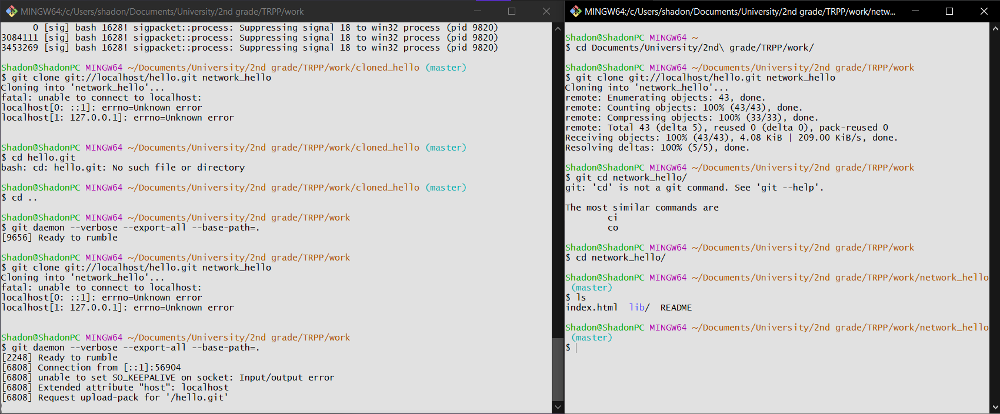 MINGW64:/c/Users/shadon/Documents/University/2nd grade/TRPP/work
      0 [sig] bash 1628! sigpacket::process: Suppressing signal 18 to win32 process (pid 9820)
3084111 [sig] bash 1628! sigpacket::process: Suppressing signal 18 to win32 process (pid 9820)
3453269 [sig] bash 1628! sigpacket::process: Suppressing signal 18 to win32 process (pid 9820)
Shadon@ShadonPC MINGW64 ~/Documents/University/2nd grade/TRPP/work/cloned_hello (master)
$ git clone git://localhost/hello.git network_hello
Cloning into 'network_hello'...
fatal: unable to connect to localhost:
localhost[0: ::1]: errno=Unknown error
localhost[1: 127.0.0.1]: errno=Unknown error
Shadon@ShadonPC MINGW64 ~/Documents/University/2nd grade/TRPP/work/cloned_hello (master)
$ cd hello.git
bash: cd: hello.git: No such file or directory
Shadon@ShadonPC MINGW64 ~/Documents/University/2nd grade/TRPP/work/cloned_hello (master)
$ cd ..
Shadon@ShadonPC MINGW64 ~/Documents/University/2nd grade/TRPP/work
$ git daemon --verbose --export-all --base-path=.
[9656] Ready to rumble
Shadon@ShadonPC MINGW64 ~/Documents/University/2nd grade/TRPP/work
$ git clone git://localhost/hello.git network_hello
Cloning into 'network_hello'...
fatal: unable to connect to localhost:
localhost[0: ::1]: errno=Unknown error
localhost[1: 127.0.0.1]: errno=Unknown error
Shadon@ShadonPC MINGW64 ~/Documents/University/2nd grade/TRPP/work
$ git daemon --verbose --export-all --base-path=.
[2248] Ready to rumble
[6808] Connection from [::1]:56904
[6808] unable to set SO_KEEPALIVE on socket: Input/output error
[6808] Extended attribute "host": localhost
[6808] Request upload-pack for '/hello.git'
MINGW64:/c/Users/shadon/Documents/University/2nd grade/TRPP/work/netw...
Shadon@ShadonPC MINGW64 ~
$ cd Documents/University/2nd\ grade/TRPP/work/
Shadon@ShadonPC MINGW64 ~/Documents/University/2nd grade/TRPP/work
$ git clone git://localhost/hello.git network_hello
Cloning into 'network_hello'...
remote: Enumerating objects: 43, done.
remote: Counting objects: 100% (43/43), done.
remote: Compressing objects: 100% (33/33), done.
remote: Total 43 (delta 5), reused 0 (delta 0), pack-reused 0
Receiving objects: 100% (43/43), 4.08 KiB | 209.00 KiB/s, done.
Resolving deltas: 100% (5/5), done.
Shadon@ShadonPC MINGW64 ~/Documents/University/2nd grade/TRPP/work
$ git cd network_hello/
git: 'cd' is not a git command. See 'git --help'.
The most similar commands are
        ci
        co
Shadon@ShadonPC MINGW64 ~/Documents/University/2nd grade/TRPP/work
$ cd network_hello/
Shadon@ShadonPC MINGW64 ~/Documents/University/2nd grade/TRPP/work/network_hello
 (master)
$ ls
index.html  lib/  README
Shadon@ShadonPC MINGW64 ~/Documents/University/2nd grade/TRPP/work/network_hello
 (master)
$